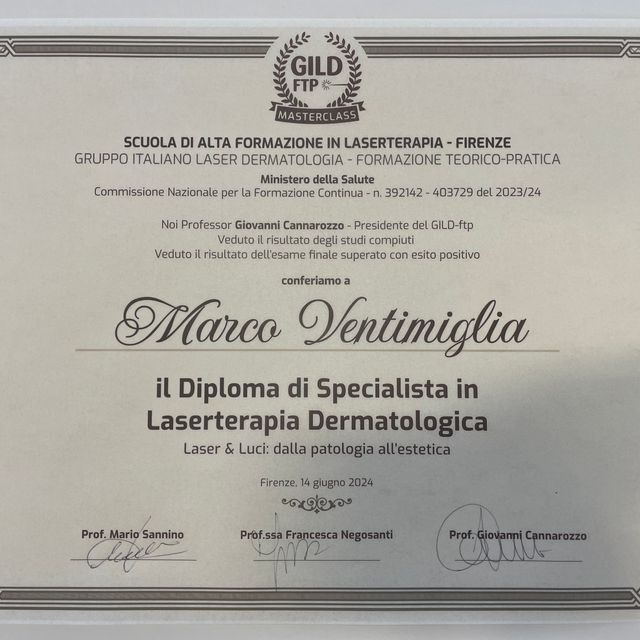 GILD
FTP
MASTERCLASS
SCUOLA DI ALTA FORMAZIONE IN LASERTERAPIA - FIRENZE
GRUPPO ITALIANO LASER DERMATOLOGIA - FORMAZIONE TEORICO-PRATICA
Ministero della Salute
Commissione Nazionale per la Formazione Continua - n. 392142 - 403729 del 2023/24
Noi Professor Giovanni Cannarozzo - Presidente del GILD-ftp
Veduto il risultato degli studi compiuti
Veduto il risultato dell'esame finale superato con esito positivo
conferiamo a
Marco Ventimiglia
il Diploma di Specialista in
Laserterapia Dermatologica
Laser & Luci: dalla patologia all'estetica
Firenze, 14 giugno 2024
Prof. Mario Sannino Prof.ssa Francesca Negosanti Prof. Giovanni Cannarozzo